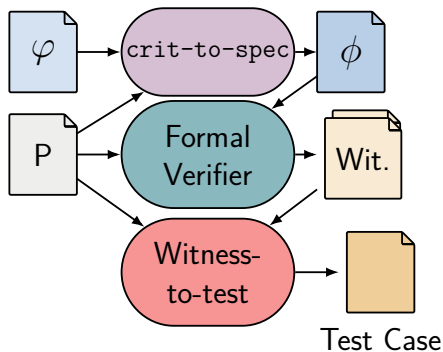 φ
crit-to-spec
ϕ
P
Formal
Verifier
Wit.
Witness-
to-test
Test Case